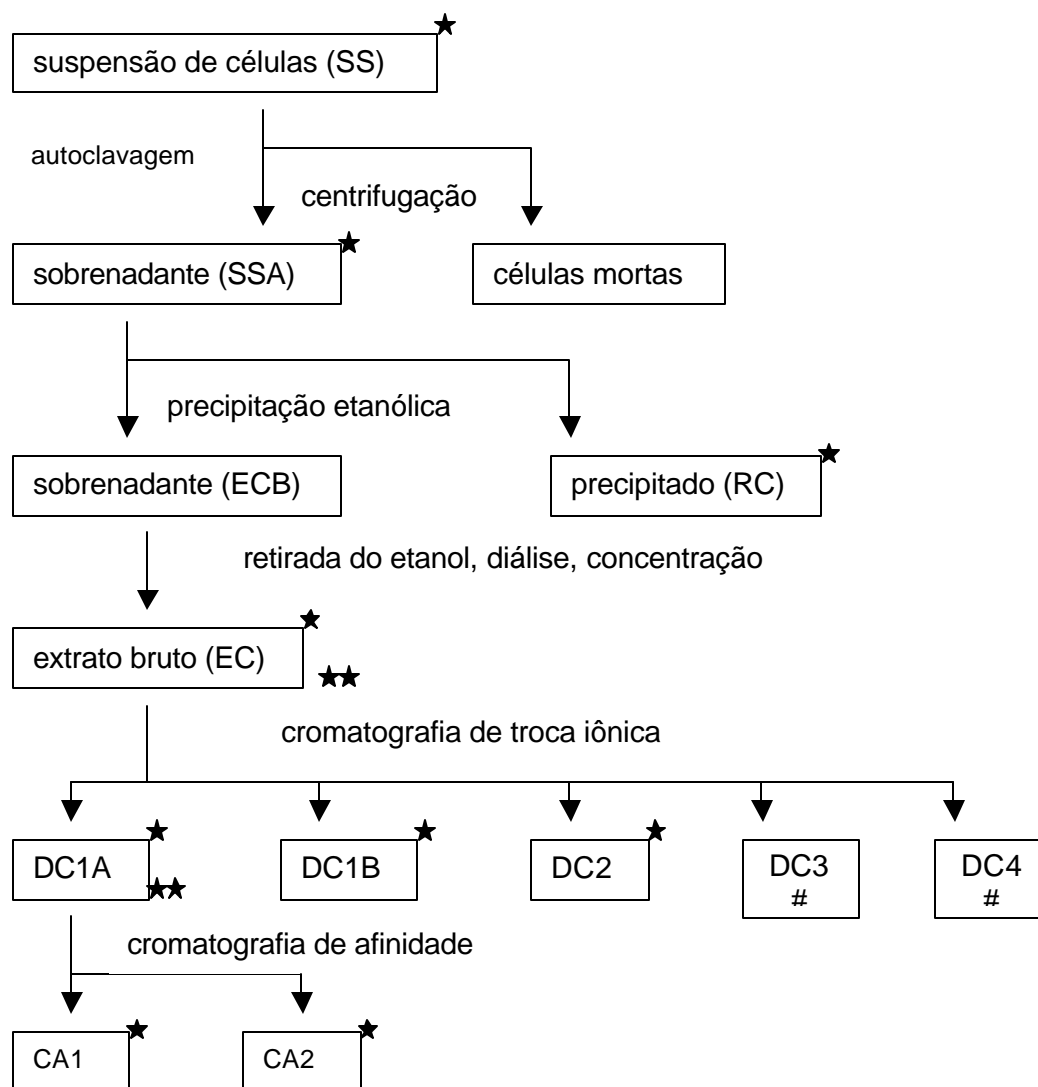 suspensão de células (SS)
autoclavagem
centrifugação
sobrenadante (SSA)
células mortas
precipitação etanólica
sobrenadante (ECB)
precipitado (RC)
retirada do etanol, diálise, concentração
extrato bruto (EC)
cromatografia de troca iônica
DC1A
DC1B
DC2
DC3
#
DC4
#
cromatografia de afinidade
CA1
CA2